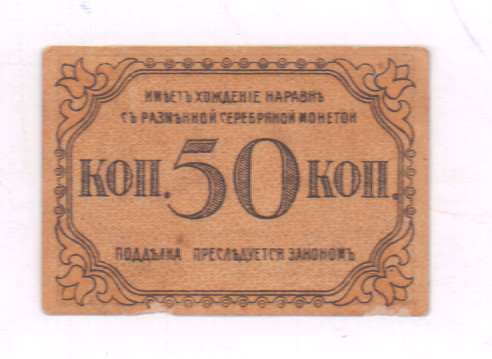 ИМѢЕТЪ ХОЖДЕНІЕ НАРАВНѢ
СЪ РАЗМѢННОЙ СЕРЕБРЯНОЙ МОНЕТОЙ
КОП. 50 КОП.
ПОДДѢЛКА ПРЕСЛѢДУЕТСЯ ЗАКОНОМЪ